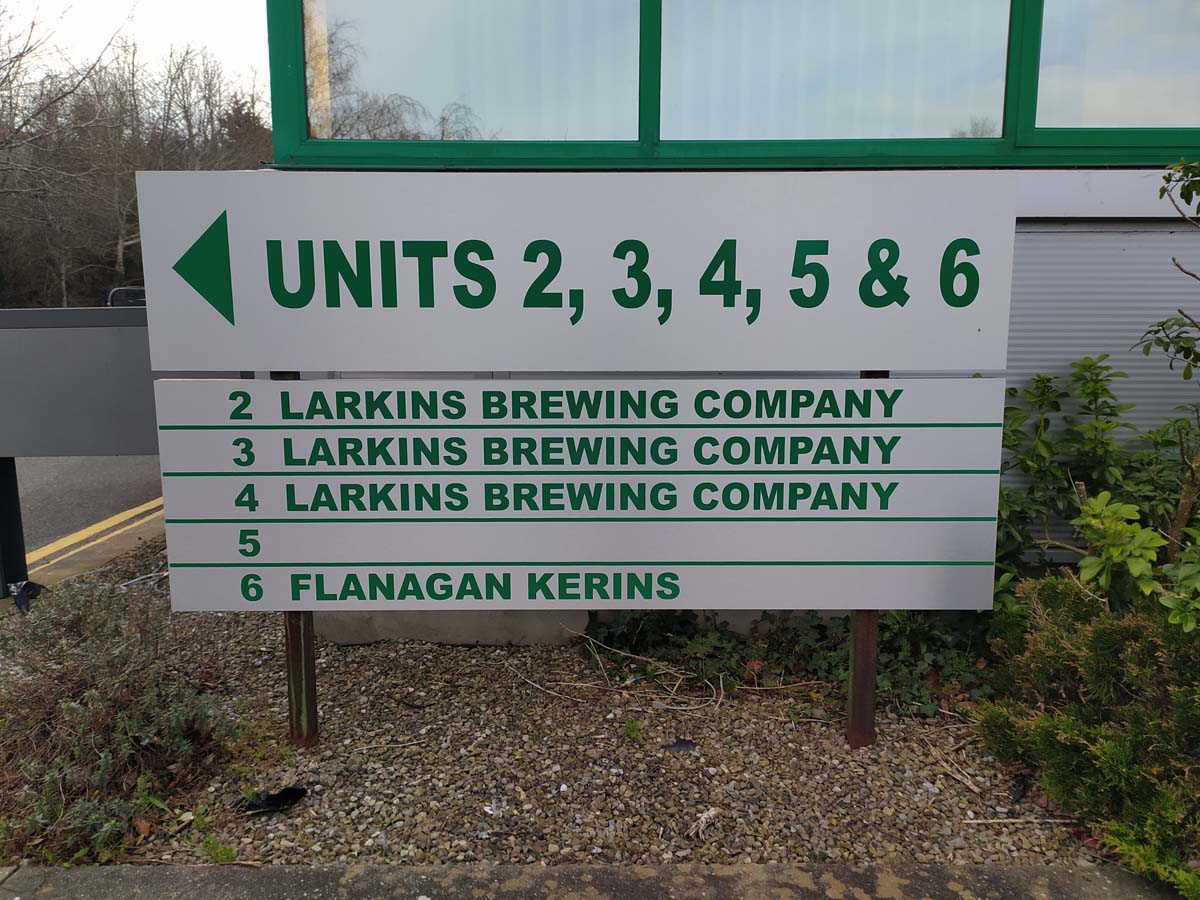 UNITS 2, 3, 4, 5 & 6
2 LARKINS BREWING COMPANY
3 LARKINS BREWING COMPANY
4 LARKINS BREWING COMPANY
5
6 FLANAGAN KERINS